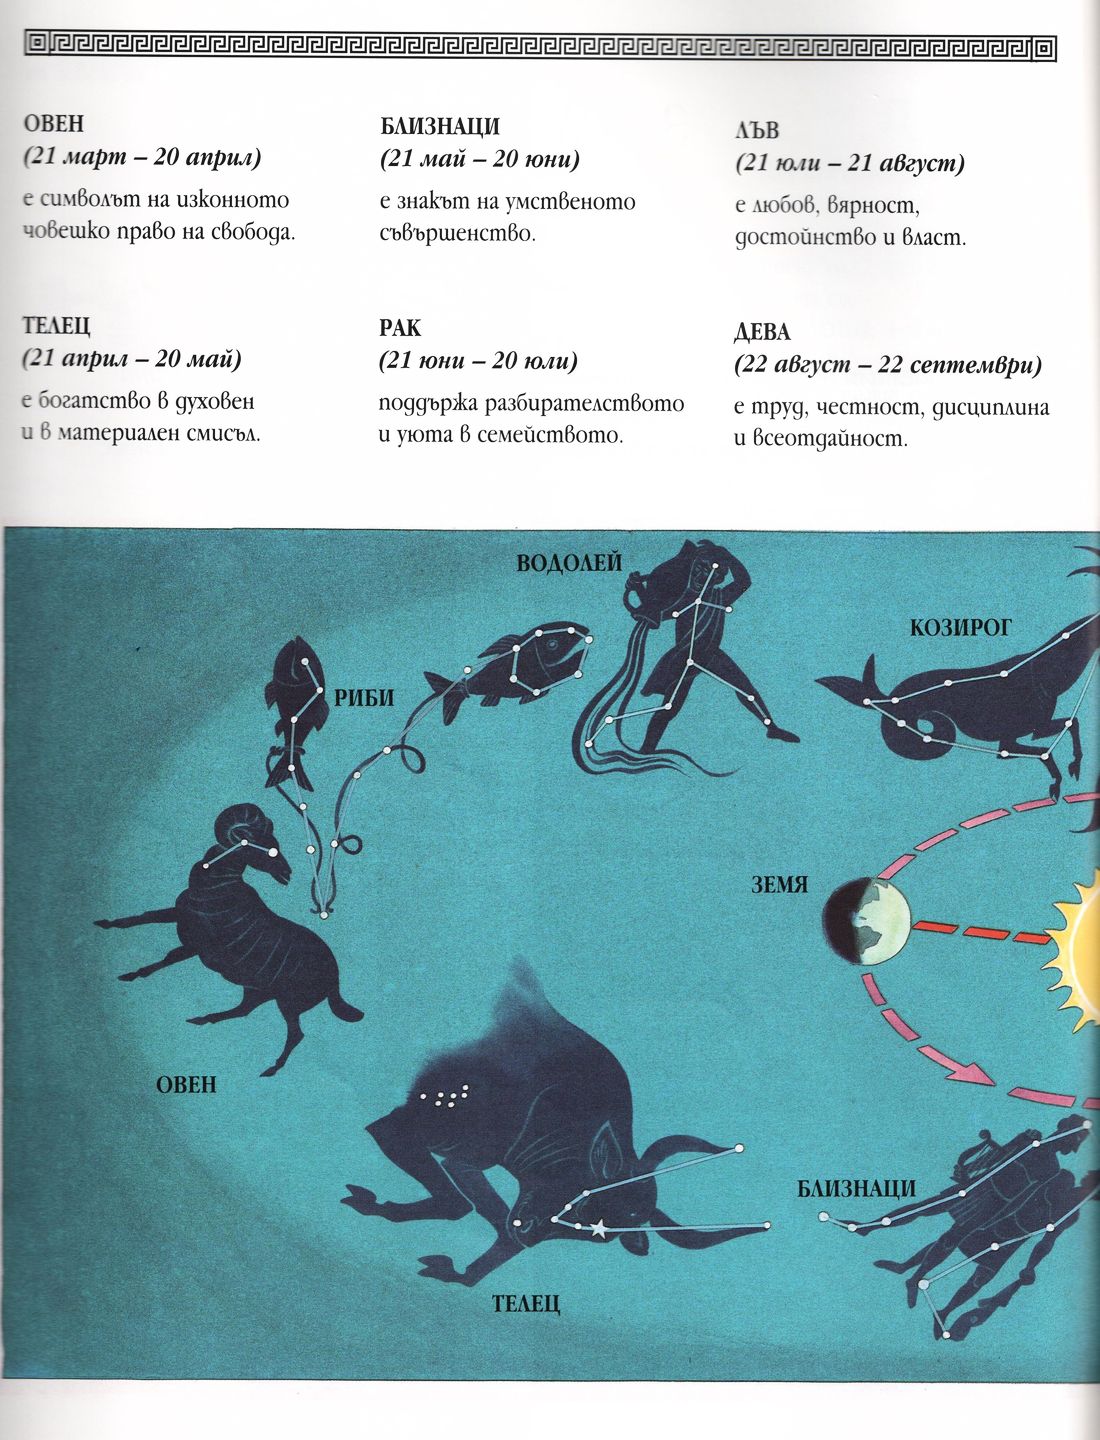 ОВЕН
(21 март – 20 април)
е символът на изконното
човешко право на свобода.
ТЕЛЕЦ
(21 април – 20 май)
е богатство в духовен
и в материален смисъл.
БЛИЗНАЦИ
(21 май – 20 юни)
е знакът на умственото
съвършенство.
РАК
(21 юни – 20 юли)
поддържа разбирателството
и уюта в семейството.
ЛЪВ
(21 юли – 21 август)
е любов, вярност,
достойнство и власт.
ДЕВА
(22 август – 22 септември)
е труд, честност, дисциплина
и всеотдайност.
ВОДОЛЕЙ
КОЗИРОГ
РИБИ
ЗЕМЯ
ОВЕН
БЛИЗНАЦИ
ТЕЛЕЦ